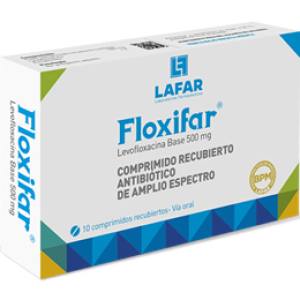 LAFAR
Floxifar®
Levofloxacina Base 500 mg
COMPRIMIDO RECUBIERTO
ANTIBIOTICO
DE AMPLIO ESPECTRO
10 comprimidos recubiertos- Vía oral
BPM
Floxifar®
Levofloxacina Base 500 mg